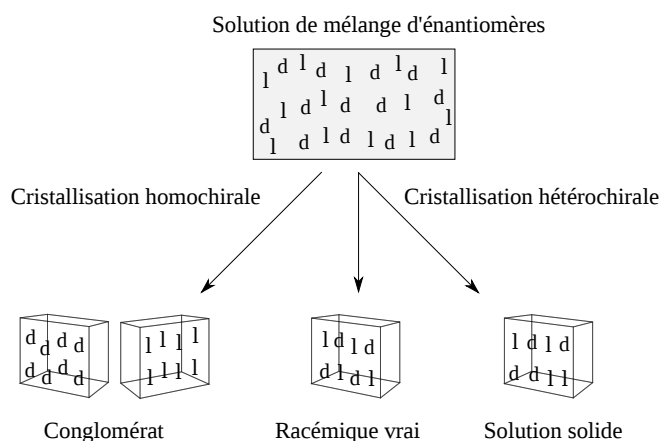 Solution de mélange d'énantiomères
l d l d l d l d l
l d l d d l d l
d l d l d l d l d
Cristallisation homochirale
Cristallisation hétérochirale
d d d d
d d d d
l l l l
l l l l
l d l d
d l d l
l d l d
d d l l
Conglomérat
Racémique vrai
Solution solide